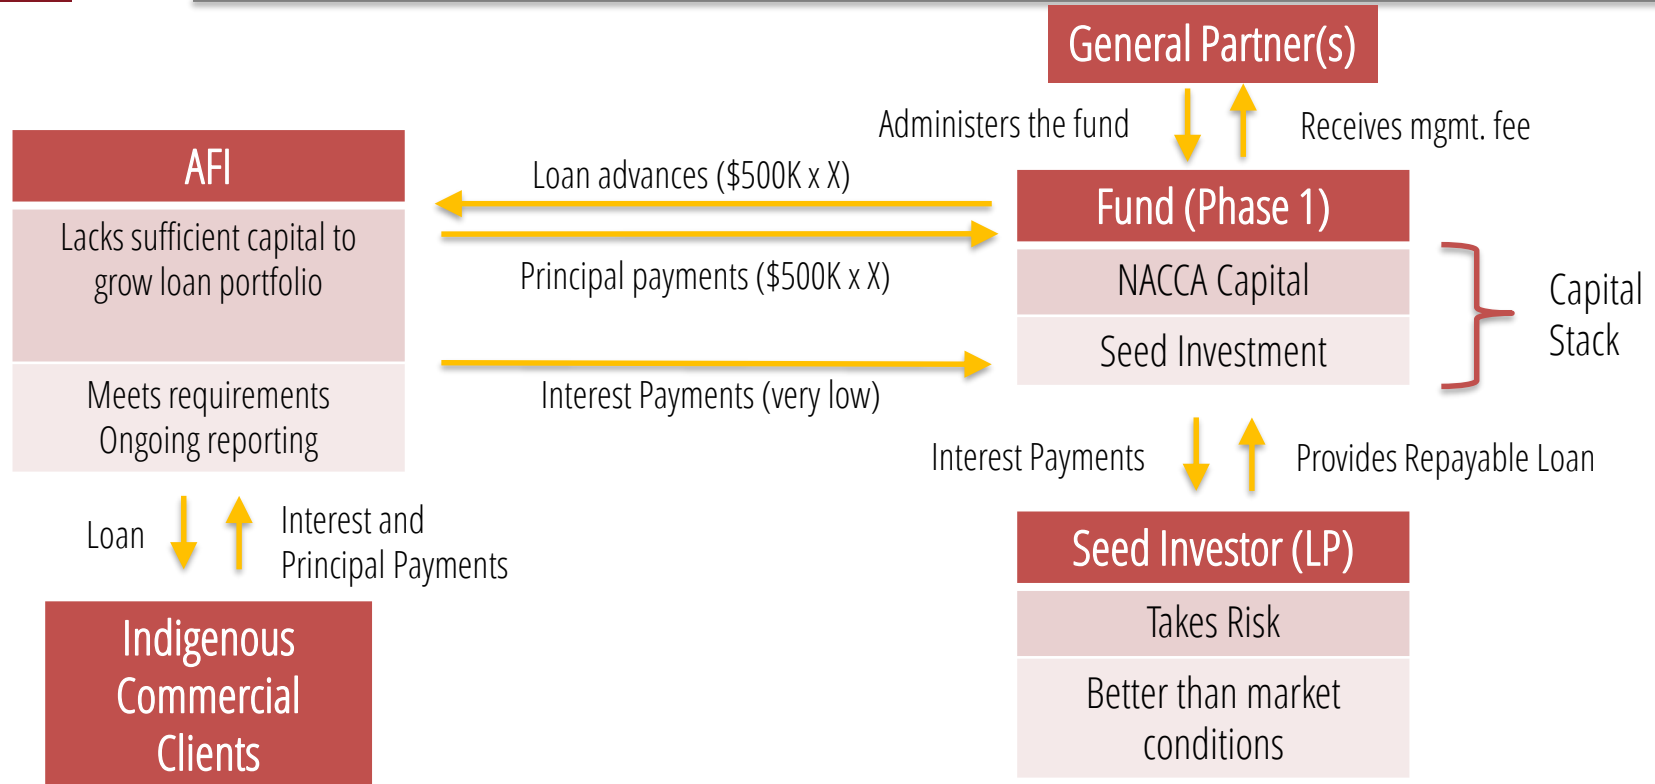 General Partner(s)
Administers the fund
Receives mgmt. fee
AFI
Lacks sufficient capital to
grow loan portfolio
Meets requirements
Ongoing reporting
Loan advances ($500K x X)
Principal payments ($500K x X)
Interest Payments (very low)
Fund (Phase 1)
NACCA Capital
Seed Investment
Capital
Stack
Interest Payments
Provides Repayable Loan
Loan
Interest and
Principal Payments
Seed Investor (LP)
Takes Risk
Better than market
conditions
Indigenous
Commercial
Clients